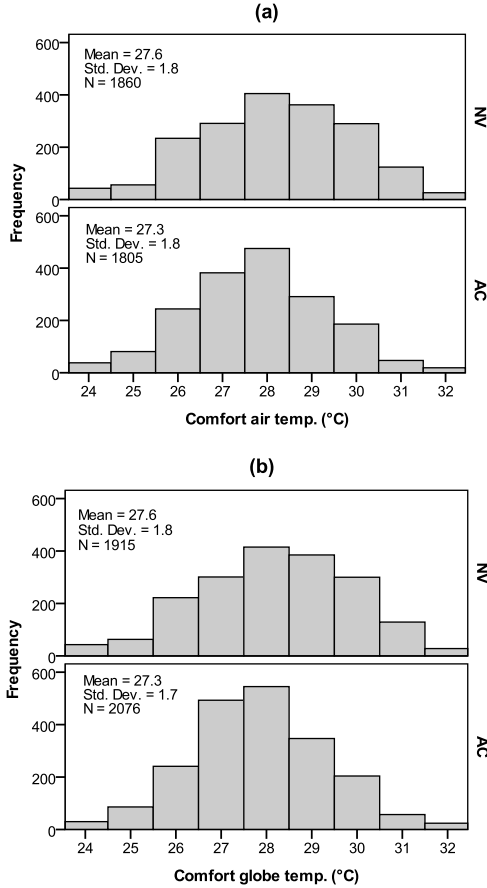 (a)
600
400
200
0
Mean = 27.6
Std. Dev. = 1.8
N = 1860
NV
Frequency
600
400
200
0
Mean = 27.3
Std. Dev. = 1.8
N = 1805
AC
24 25 26 27 28 29 30 31 32
Comfort air temp. (°C)
(b)
600
400
200
0
Mean = 27.6
Std. Dev. = 1.8
N = 1915
NV
Frequency
600
400
200
0
Mean = 27.3
Std. Dev. = 1.7
N = 2076
AC
24 25 26 27 28 29 30 31 32
Comfort globe temp. (°C)